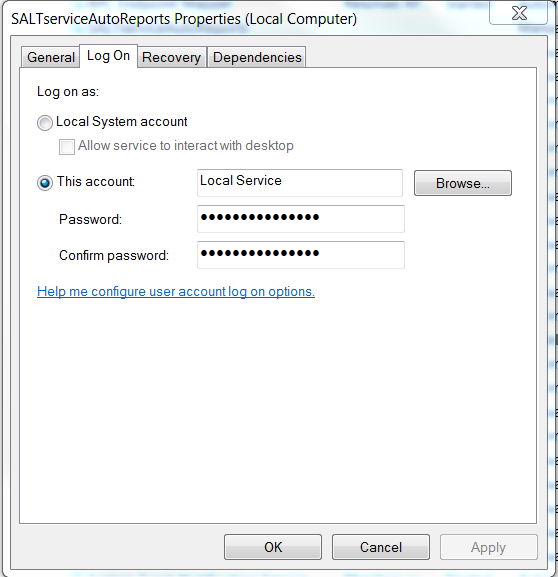 SALTserviceAutoReports Properties (Local Computer)
General Log On Recovery Dependencies
Log on as:
Local System account
Allow service to interact with desktop
This account: Local Service Browse...
Password: ●●●●●●●●●●●●●●●
Confirm password: ●●●●●●●●●●●●●●●
Help me configure user account log on options.
OK Cancel Apply